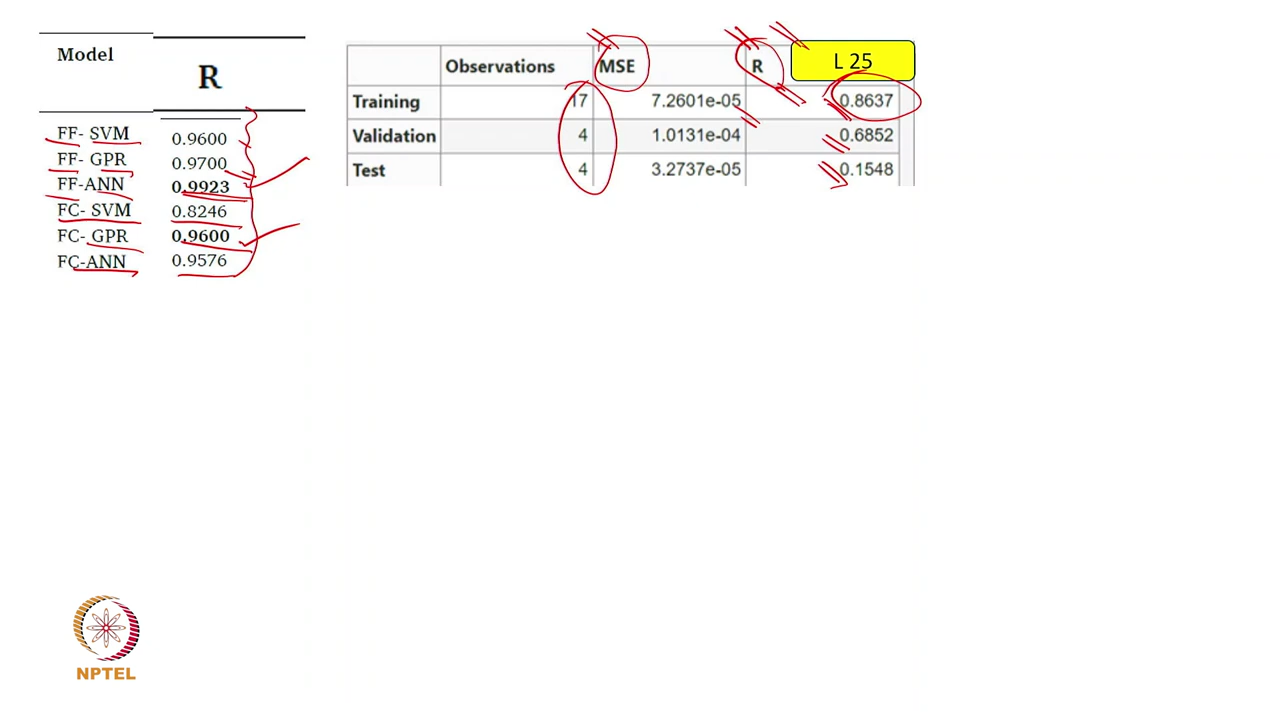 Model R
FF- SVM 0.9600
FF- GPR 0.9700
FF-ANN 0.9923
FC- SVM 0.8246
FC- GPR 0.9600
FC-ANN 0.9576
Observations MSE R
L 25
Training 17 7.2601e-05 0.8637
Validation 4 1.0131e-04 0.6852
Test 4 3.2737e-05 0.1548
NPTEL